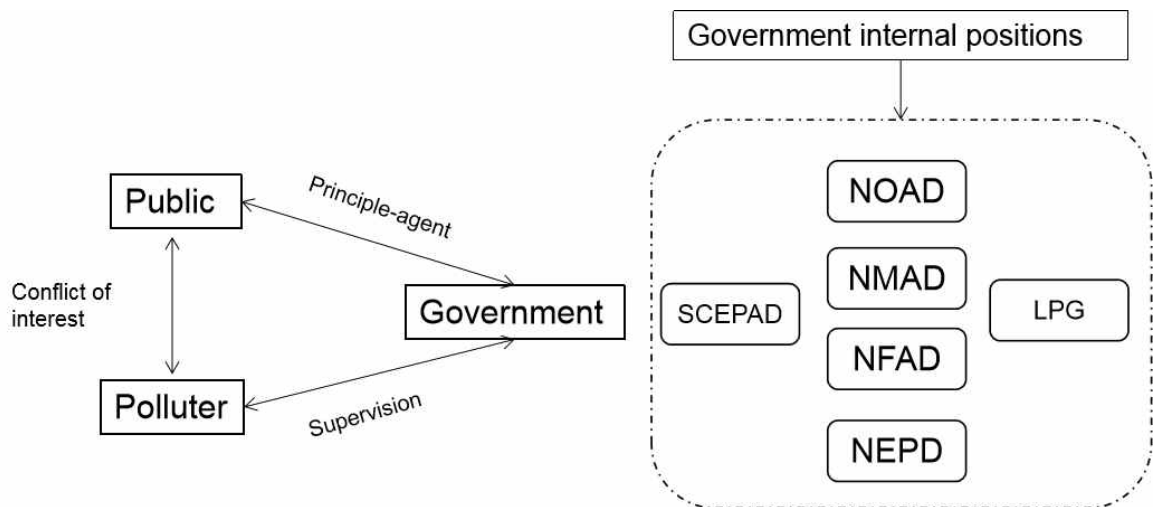 Government internal positions
Public
Principle-agent
Conflict of
interest
Government
Polluter
Supervision
SCEPAD
NOAD
NMAD
NFAD
NEPD
LPG